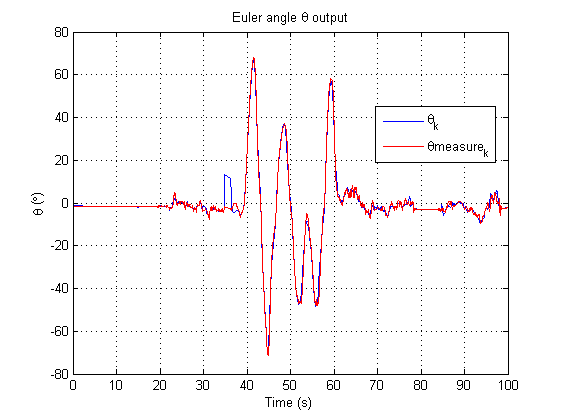 Euler angle θ output
80
60
40
20
0
-20
-40
-60
-80
θ (°)
θk
θmeasurek
0 10 20 30 40 50 60 70 80 90 100
Time (s)